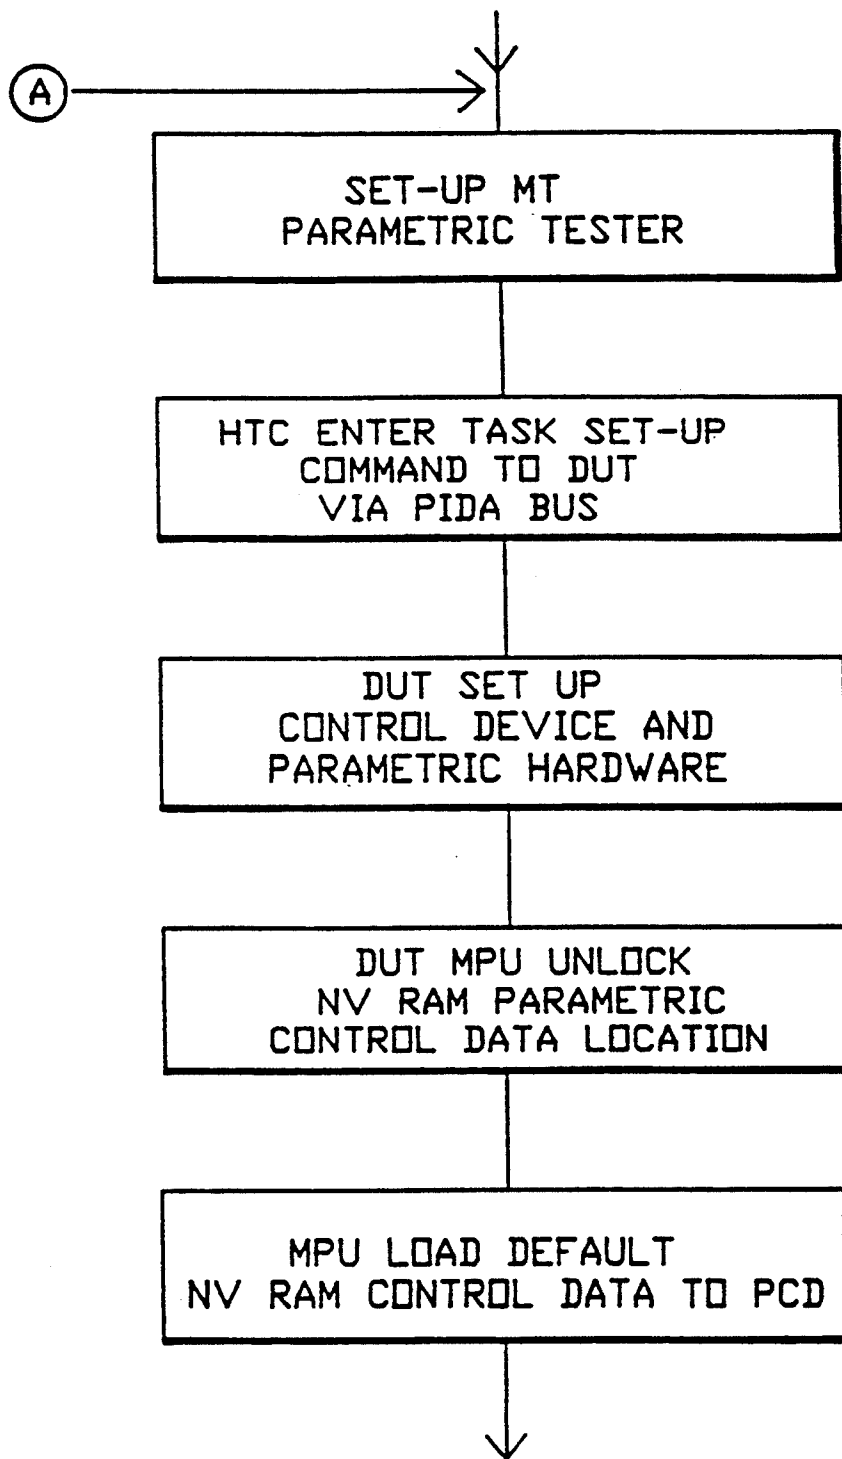 A
SET-UP MT
PARAMETRIC TESTER
HTC ENTER TASK SET-UP
COMMAND TO DUT
VIA PIDA BUS
DUT SET UP
CONTROL DEVICE AND
PARAMETRIC HARDWARE
DUT MPU UNLOCK
NV RAM PARAMETRIC
CONTROL DATA LOCATION
MPU LOAD DEFAULT
NV RAM CONTROL DATA TO PCD